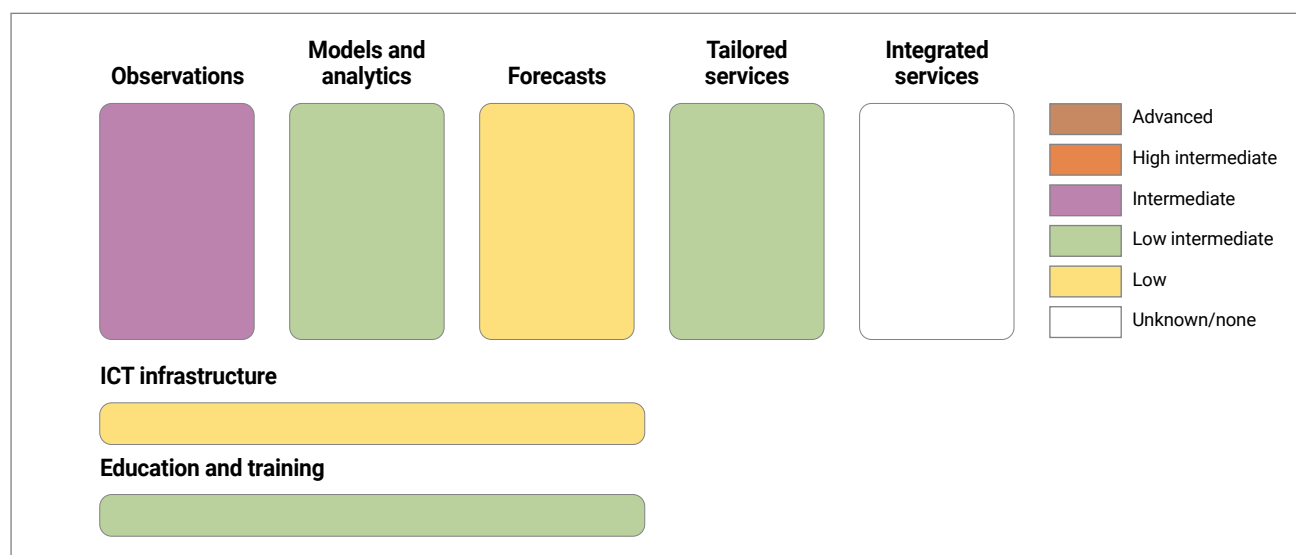 Observations
Models and
analytics
Forecasts
Tailored
services
Integrated
services
Advanced
High intermediate
Intermediate
Low intermediate
Low
Unknown/none
ICT infrastructure
Education and training